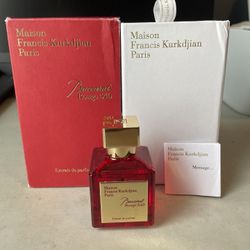 Maison
Francis Kurkdjian
Paris
Baccarat
Rouge 540
Extrait de parfum
Maison
Francis Kurkdjian
Paris
Maison
Francis Kurkdjian
Paris
Baccarat
Rouge 540
Extrait de parfum
Maison
Francis Kurkdjian
Paris
Message...